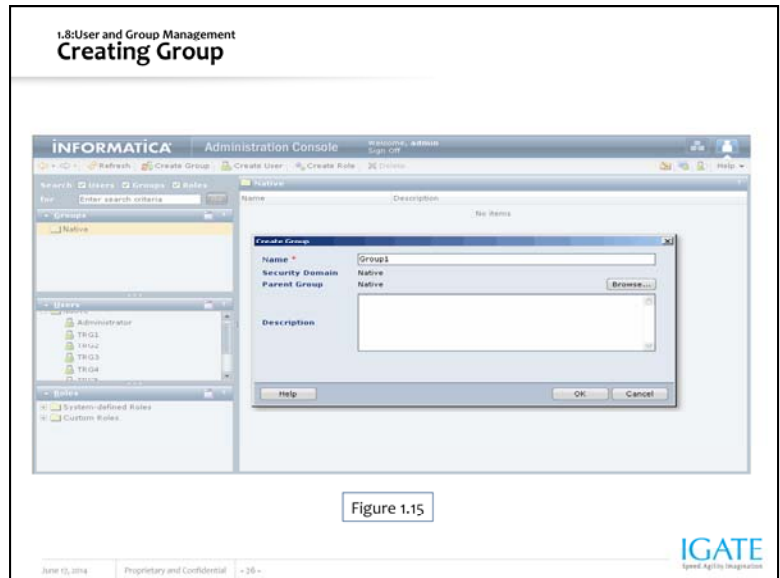 1.8:User and Group Management
Creating Group
INFORMATICA Administration Console Welcome, admin
Sign Off
Refresh Create Group Create User Create Role Delete Help
Search Users Groups Roles
for Enter search criteria
Groups
Native
Users
Administrator
TRG1
TRG2
TRG3
TRG4
Roles
System-defined Roles
Custom Roles
Native
Name Description
No items
Create Group
Name * Group1
Security Domain Native
Parent Group Native Browse...
Description
Help OK Cancel
Figure 1.15
June 17, 2014 Proprietary and Confidential - 26 -
IGATE
Speed.Agility.Imagination